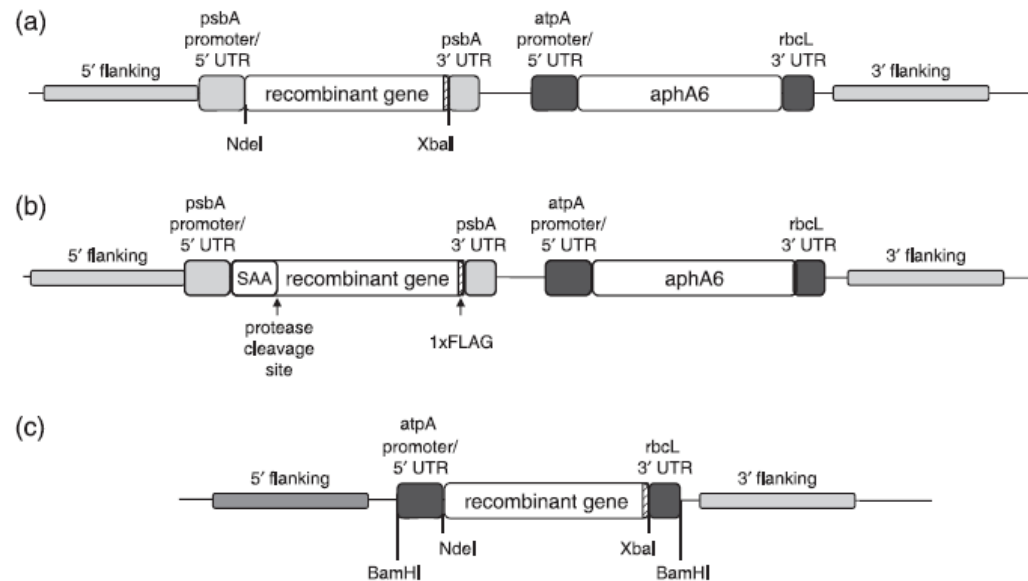 (a)
psbA
promoter/
5′ UTR
psbA
3′ UTR
atpA
promoter/
5′ UTR
rbcL
3′ UTR
5′ flanking
recombinant gene
aphA6
3′ flanking
NdeI
XbaI
(b)
psbA
promoter/
5′ UTR
psbA
3′ UTR
atpA
promoter/
5′ UTR
rbcL
3′ UTR
5′ flanking
SAA
recombinant gene
aphA6
3′ flanking
protease
cleavage
site
1xFLAG
(c)
atpA
promoter/
5′ UTR
rbcL
3′ UTR
5′ flanking
recombinant gene
3′ flanking
NdeI
XbaI
BamHI
BamHI